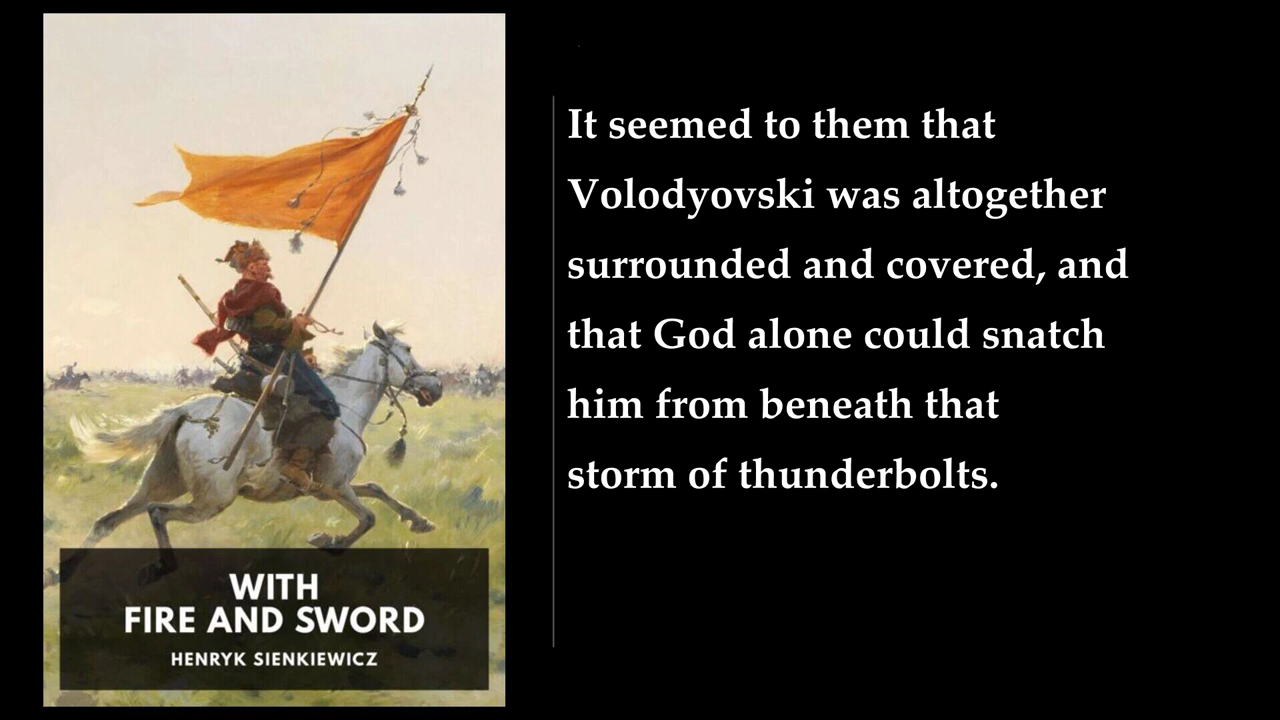 It seemed to them that
Volodyovski was altogether
surrounded and covered, and
that God alone could snatch
him from beneath that
storm of thunderbolts.
WITH
FIRE AND SWORD
HENRYK SIENKIEWICZ